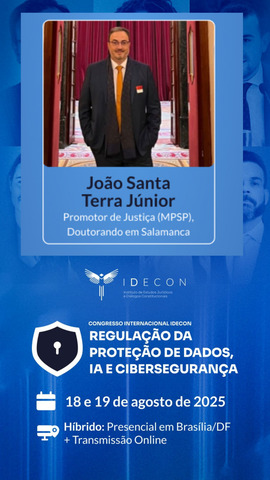 João Santa
Terra Júnior
Promotor de Justiça (MPSP),
Doutorando em Salamanca
IDECON
CONGRESSO INTERNACIONAL IDECON
REGULAÇÃO DA
PROTEÇÃO DE DADOS,
IA E CIBERSEGURANÇA
18 e 19 de agosto de 2025
Híbrido: Presencial em Brasília/DF
+ Transmissão Online